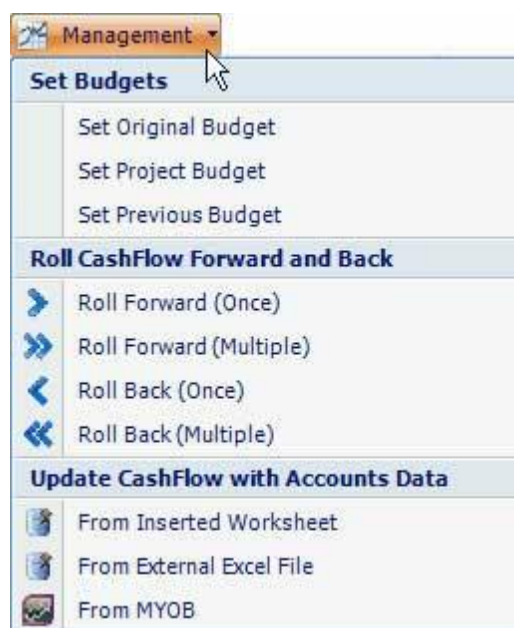 Management
Set Budgets
Set Original Budget
Set Project Budget
Set Previous Budget
Roll CashFlow Forward and Back
Roll Forward (Once)
Roll Forward (Multiple)
Roll Back (Once)
Roll Back (Multiple)
Update CashFlow with Accounts Data
From Inserted Worksheet
From External Excel File
From MYOB